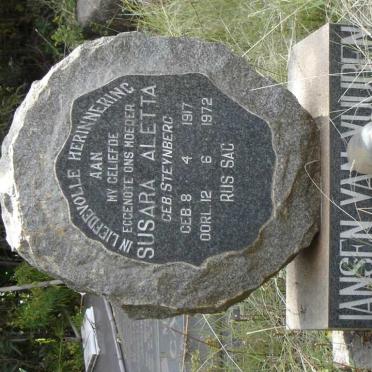 IN LIEFDEVOLLE HERINNERING
AAN
MY GELIEFDE
EGGENOTE ONS MOEDER
SUSARA ALETTA
GEB. STEYNBERG
GEB. 8 4 1917
OORL. 12 6 1972
RUS SAG
JANSEN VAN VUUREN